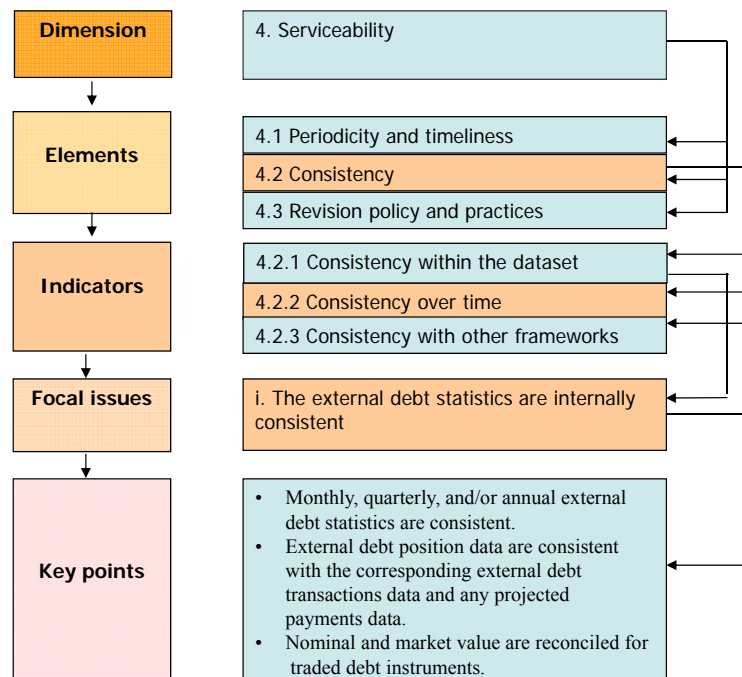 Dimension
4. Serviceability
Elements
4.1 Periodicity and timeliness
4.2 Consistency
4.3 Revision policy and practices
Indicators
4.2.1 Consistency within the dataset
4.2.2 Consistency over time
4.2.3 Consistency with other frameworks
Focal issues
i. The external debt statistics are internally
consistent
Key points
• Monthly, quarterly, and/or annual external
debt statistics are consistent.
• External debt position data are consistent
with the corresponding external debt
transactions data and any projected
payments data.
• Nominal and market value are reconciled for
traded debt instruments.